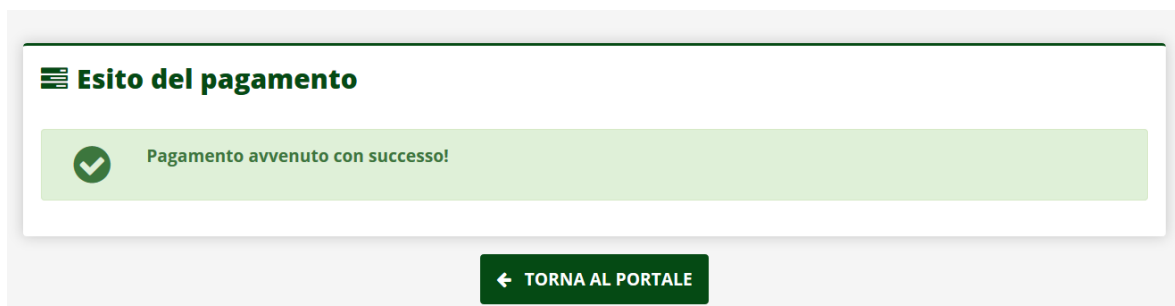 Esito del pagamento
Pagamento avvenuto con successo!
TORNA AL PORTALE